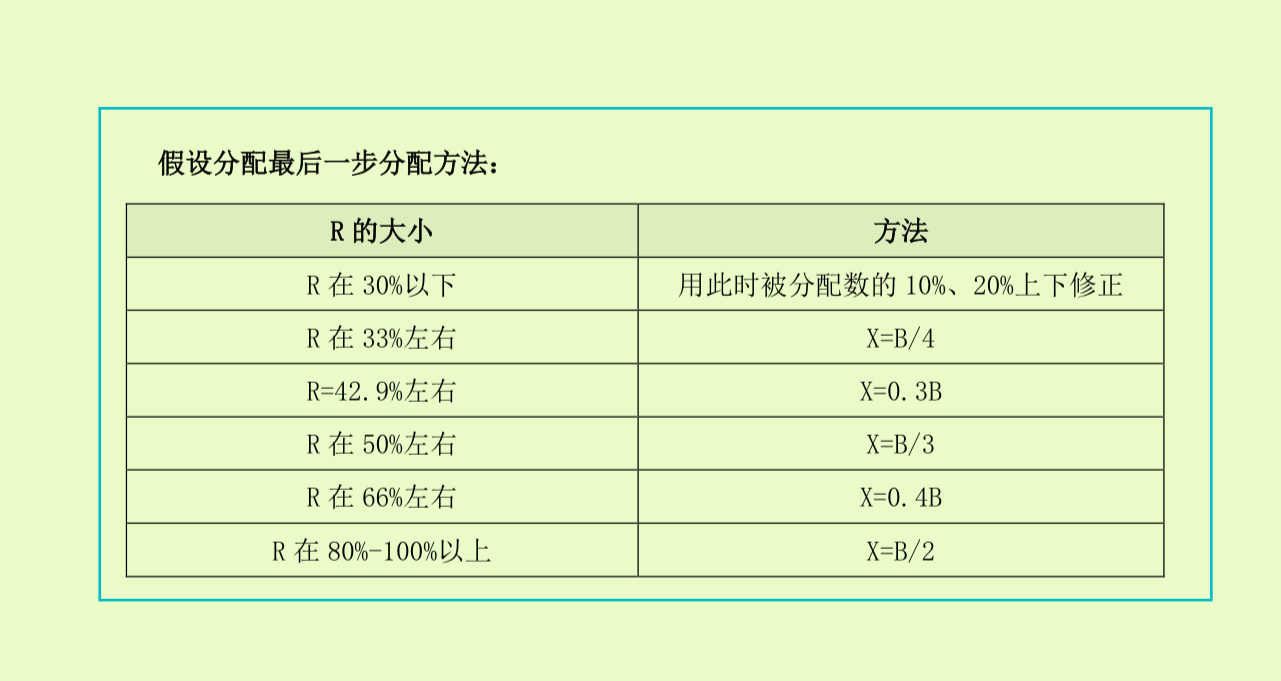 假设分配最后一步分配方法：
R 的大小 方法
R 在 30%以下 用此时被分配数的 10%、20%上下修正
R 在 33%左右 X=B/4
R=42.9%左右 X=0.3B
R 在 50%左右 X=B/3
R 在 66%左右 X=0.4B
R 在 80%-100%以上 X=B/2